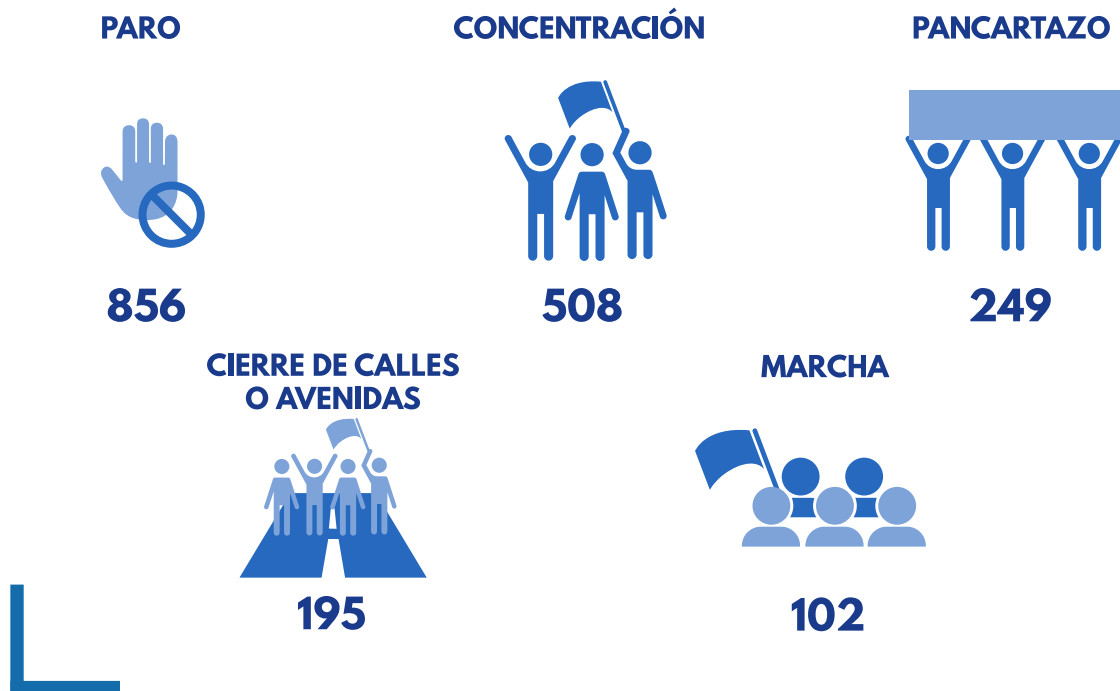 PARO
CONCENTRACIÓN
PANCARTAZO
856
508
249
CIERRE DE CALLES
O AVENIDAS
MARCHA
195
102